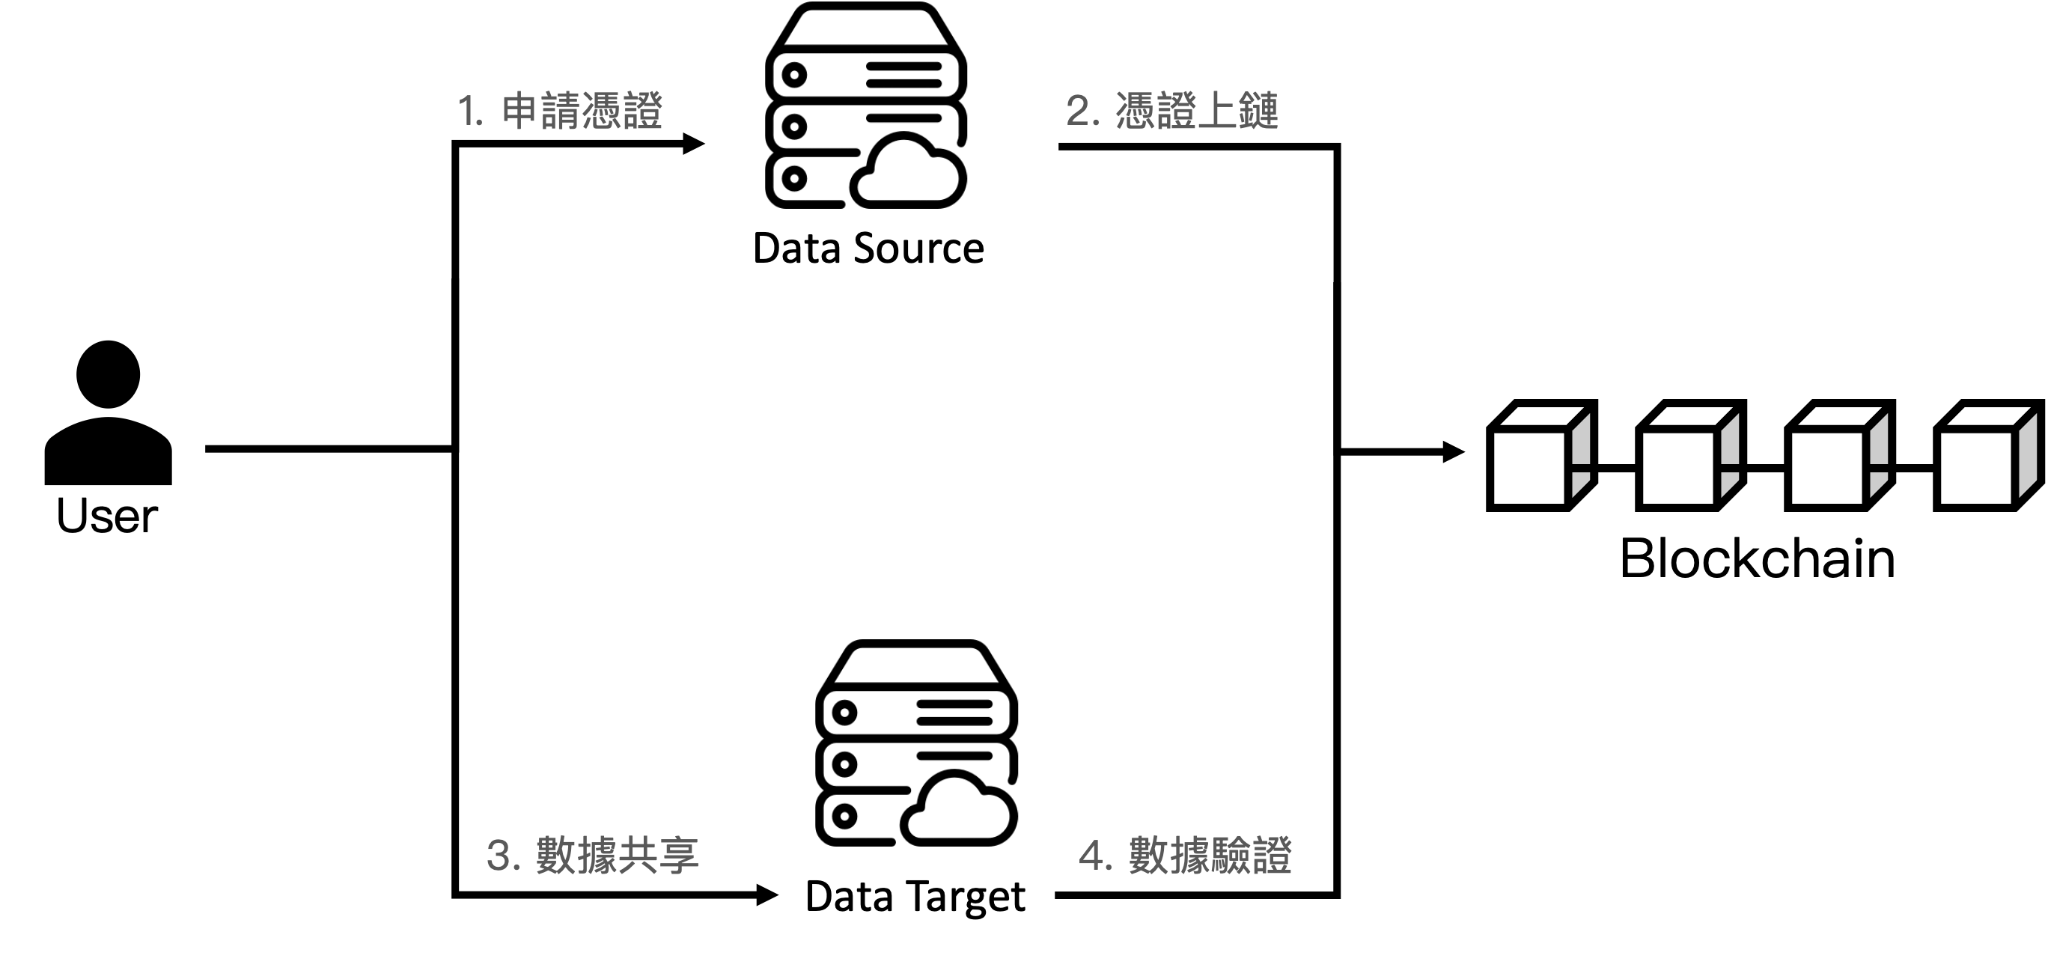 1. 申請憑證
2. 憑證上鏈
Data Source
User
Blockchain
3. 數據共享
4. 數據驗證
Data Target